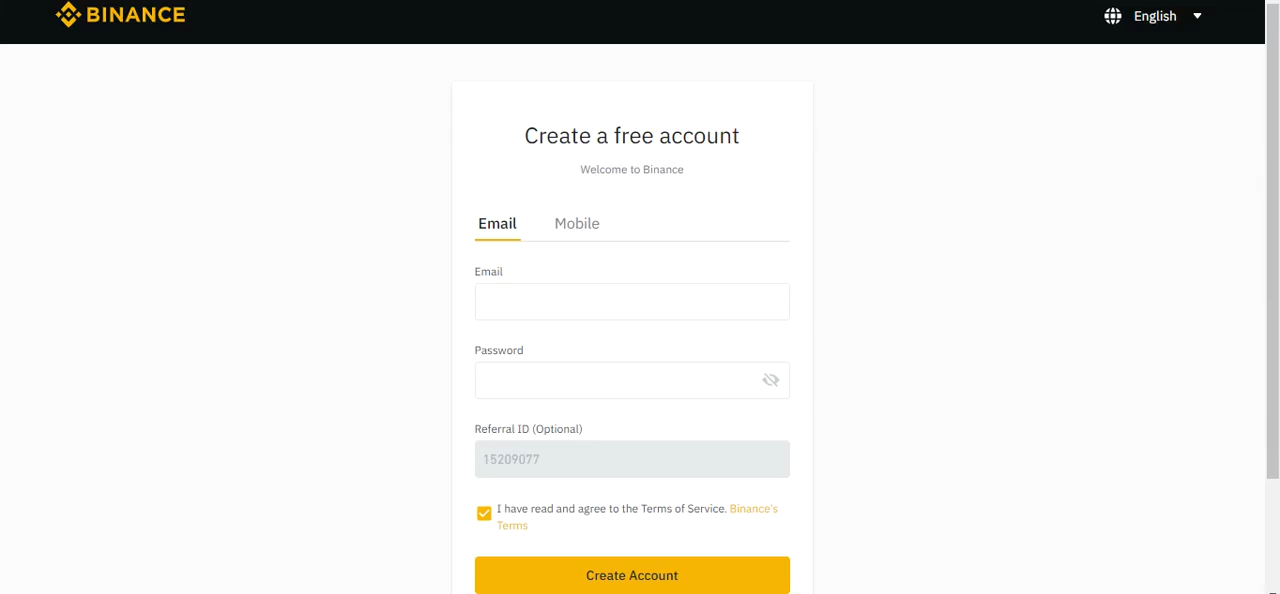 BINANCE
English
Create a free account
Welcome to Binance
Email Mobile
Email
Password
Referral ID (Optional)
15209077
I have read and agree to the Terms of Service. Binance's
Terms
Create Account